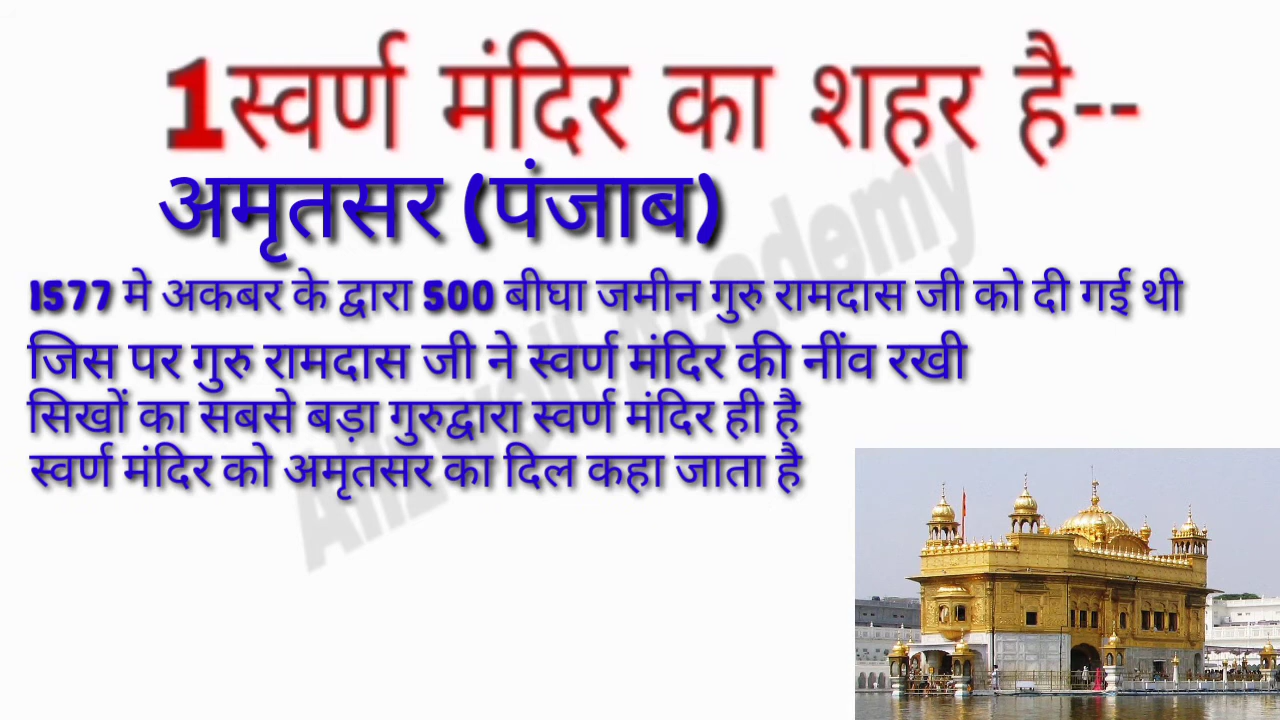 1स्वर्ण मंदिर का शहर है--
अमृतसर (पंजाब)
1577 मे अकबर के द्वारा 500 बीघा जमीन गुरु रामदास जी को दी गई थी
जिस पर गुरु रामदास जी ने स्वर्ण मंदिर की नींव रखी
सिखों का सबसे बड़ा गुरुद्वारा स्वर्ण मंदिर ही है
स्वर्ण मंदिर को अमृतसर का दिल कहा जाता है